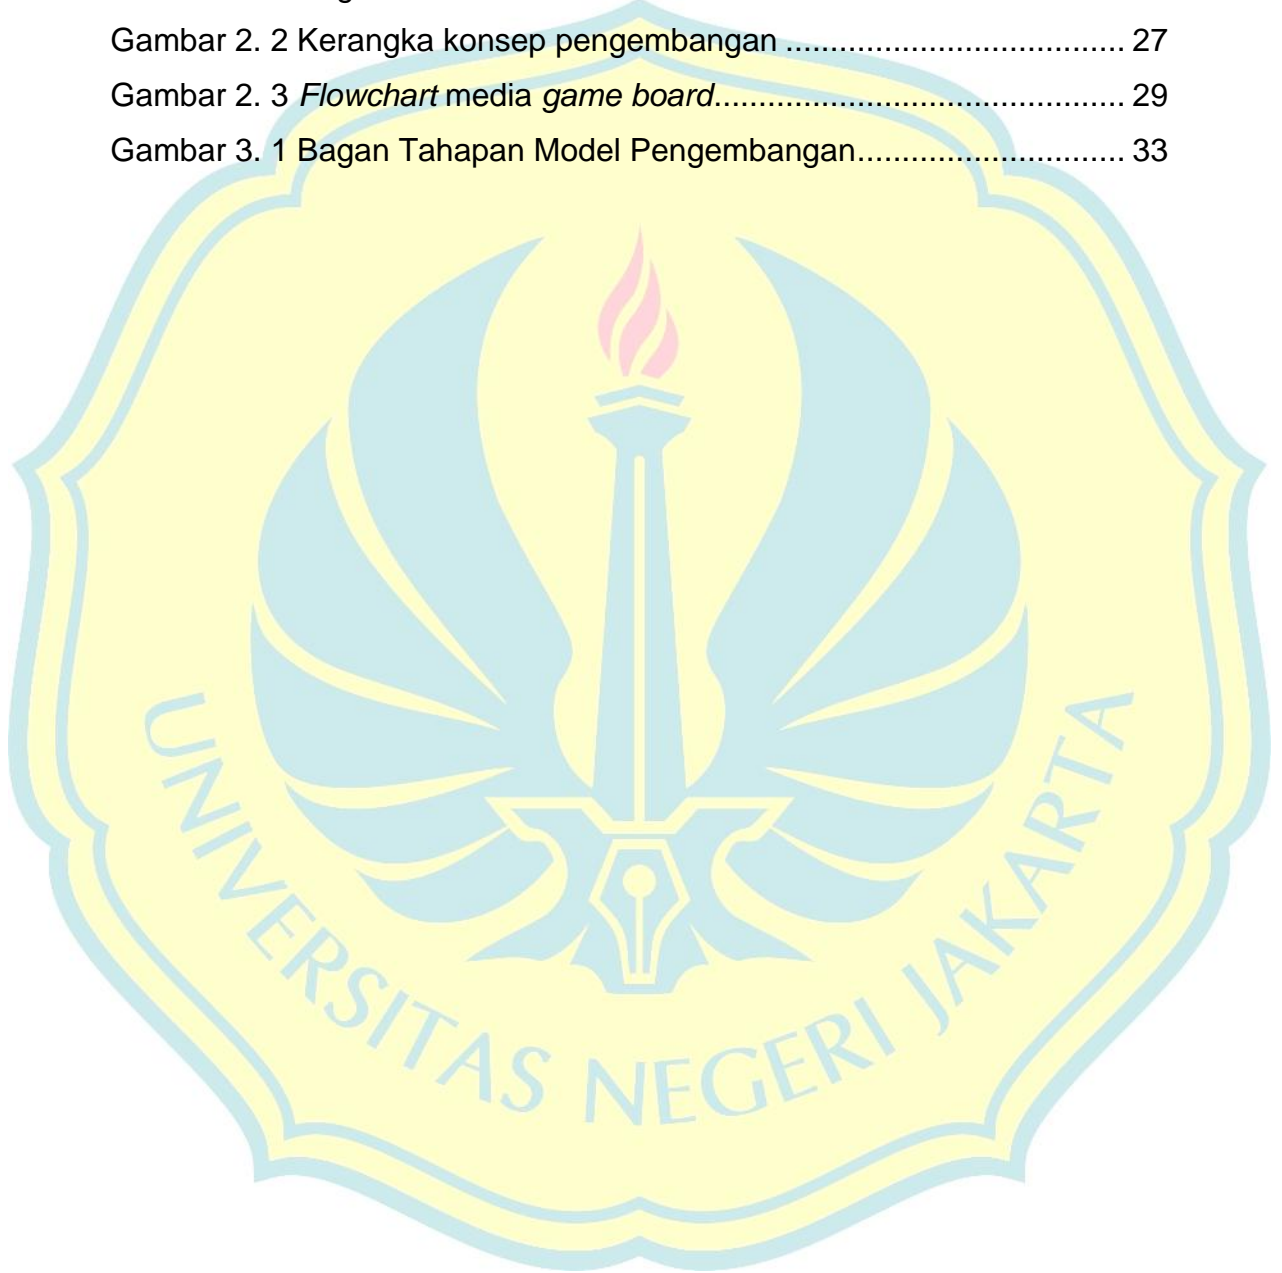 Gambar 2. 2 Kerangka konsep pengembangan ...................................... 27
Gambar 2. 3 Flowchart media game board.............................................. 29
Gambar 3. 1 Bagan Tahapan Model Pengembangan.............................. 33
UNIVERSITAS NEGERI JAKARTA